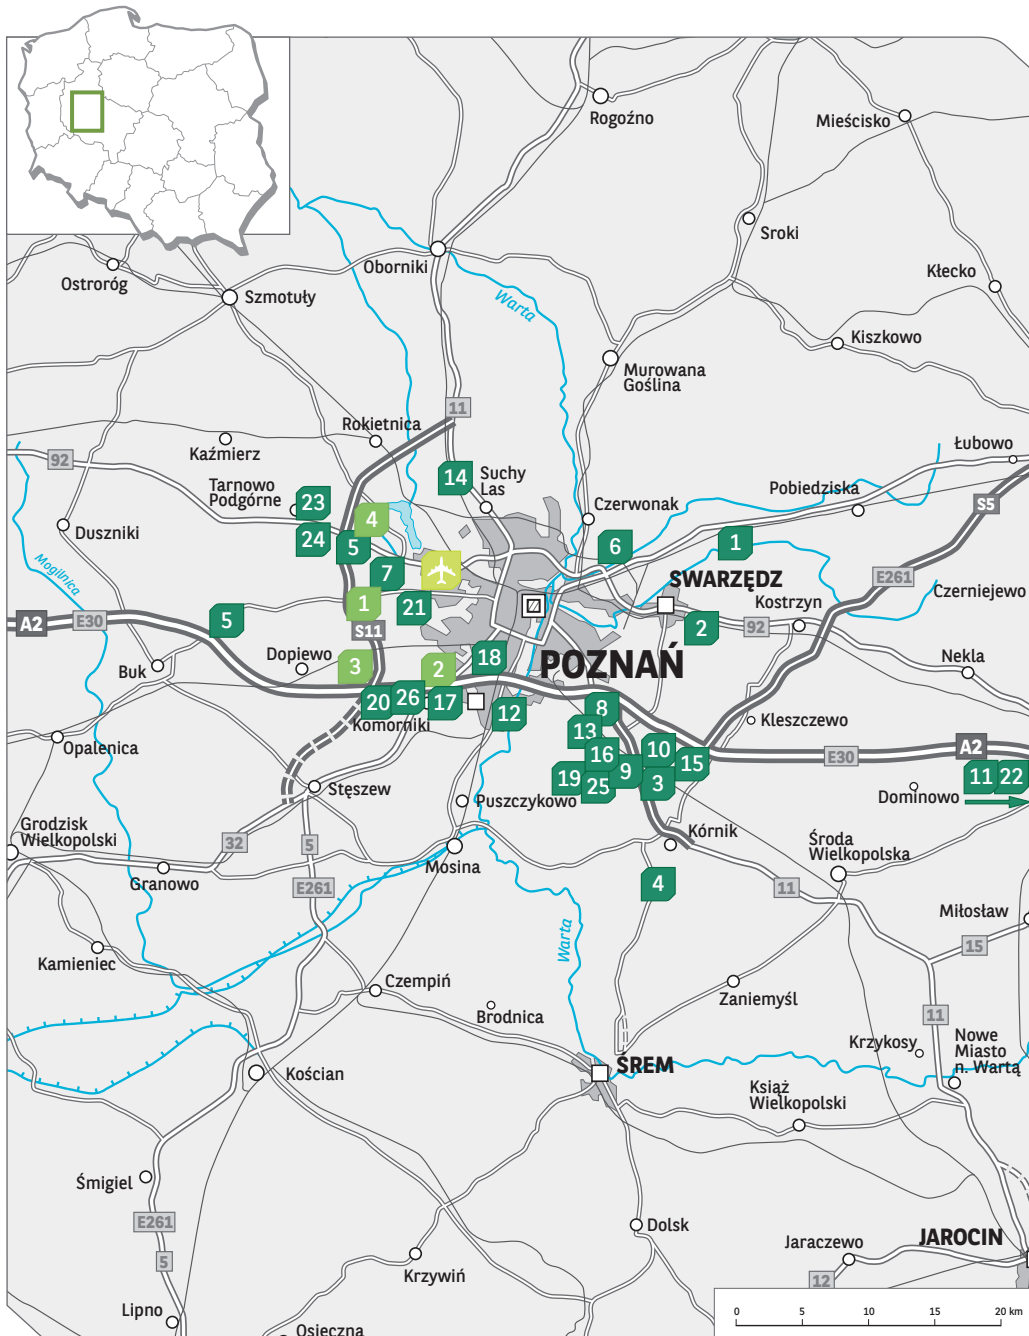 Rogoźno
Mieścisko
Sroki
Oborniki
Ostroróg
Kłecko
Szmotuły
Warta
Kiszkowo
Murowana
Goślina
11
Rokietnica
Kaźmierz
Łubowo
92
Suchy
Las
14
Tarnowo
Podgórne
23
Pobiedziska
S5
Czerwonak
4
Duszniki
24
5
6
1
Mogilnica
7
SWARZĘDZ
E261
Czerniejewo
1
21
Kostrzyn
A2
E30
5
S11
2
92
Dopiewo
3
2
18
POZNAŃ
Nekla
Buk
20
26
17
Komorniki
12
8
Kleszczewo
Opalenica
13
10
A2
16
15
E30
19
9
3
11
22
25
Stęszew
Puszczykowo
Dominowo
Grodzisk
Wielkopolski
32
5
Kórnik
Środa
Wielkopolska
Mosina
Granowo
E261
4
11
Miłosław
Warta
15
Kamieniec
Czempiń
Zaniemyśl
Brodnica
11
Krzykosy
Nowe
Miasto
n. Wartą
Kościan
ŚREM
Książ
Wielkopolski
Śmigiel
E261
Dolsk
JAROCIN
5
Jaraczewo
Krzywiń
12
Lipno
Osieczna
0 5 10 15 20 km